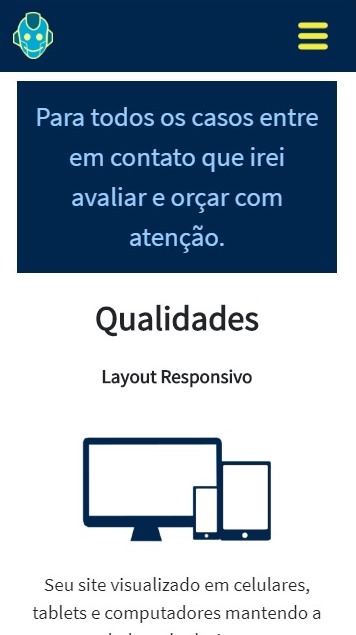 Para todos os casos entre
em contato que irei
avaliar e orçar com
atenção.
Qualidades
Layout Responsivo
Seu site visualizado em celulares,
tablets e computadores mantendo a